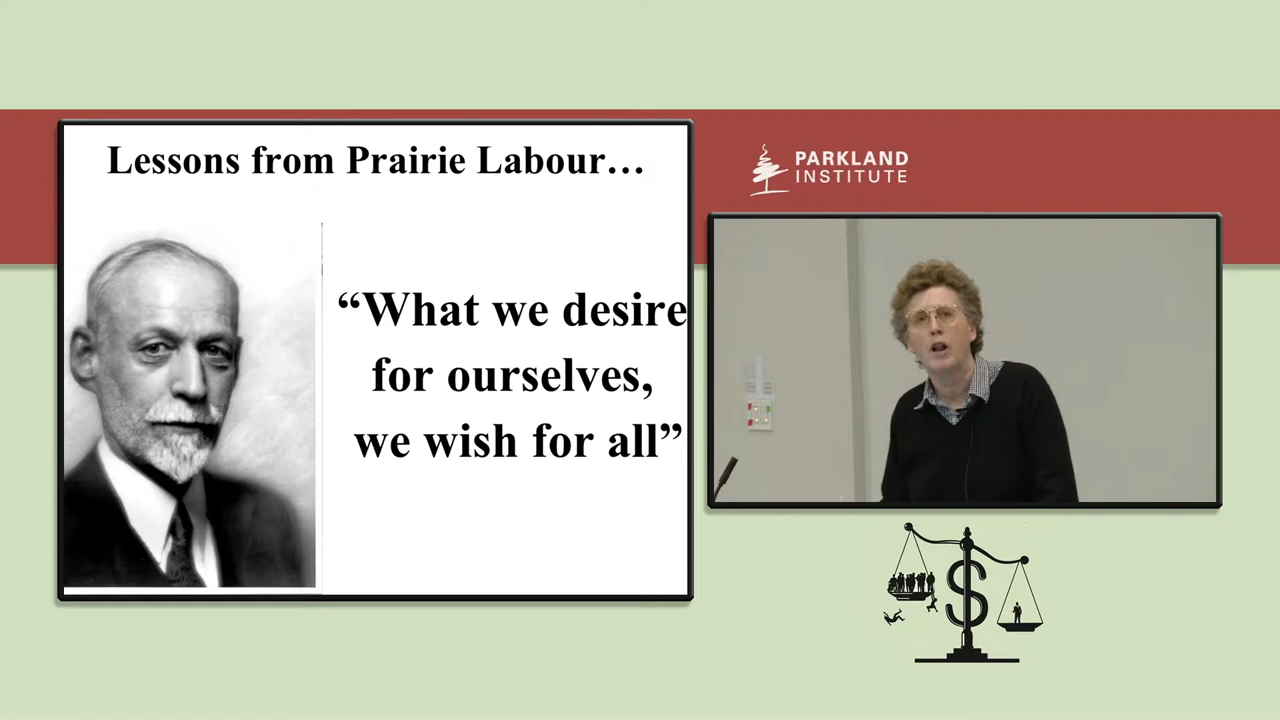 Lessons from Prairie Labour…
“What we desire
for ourselves,
we wish for all”
PARKLAND
INSTITUTE
$